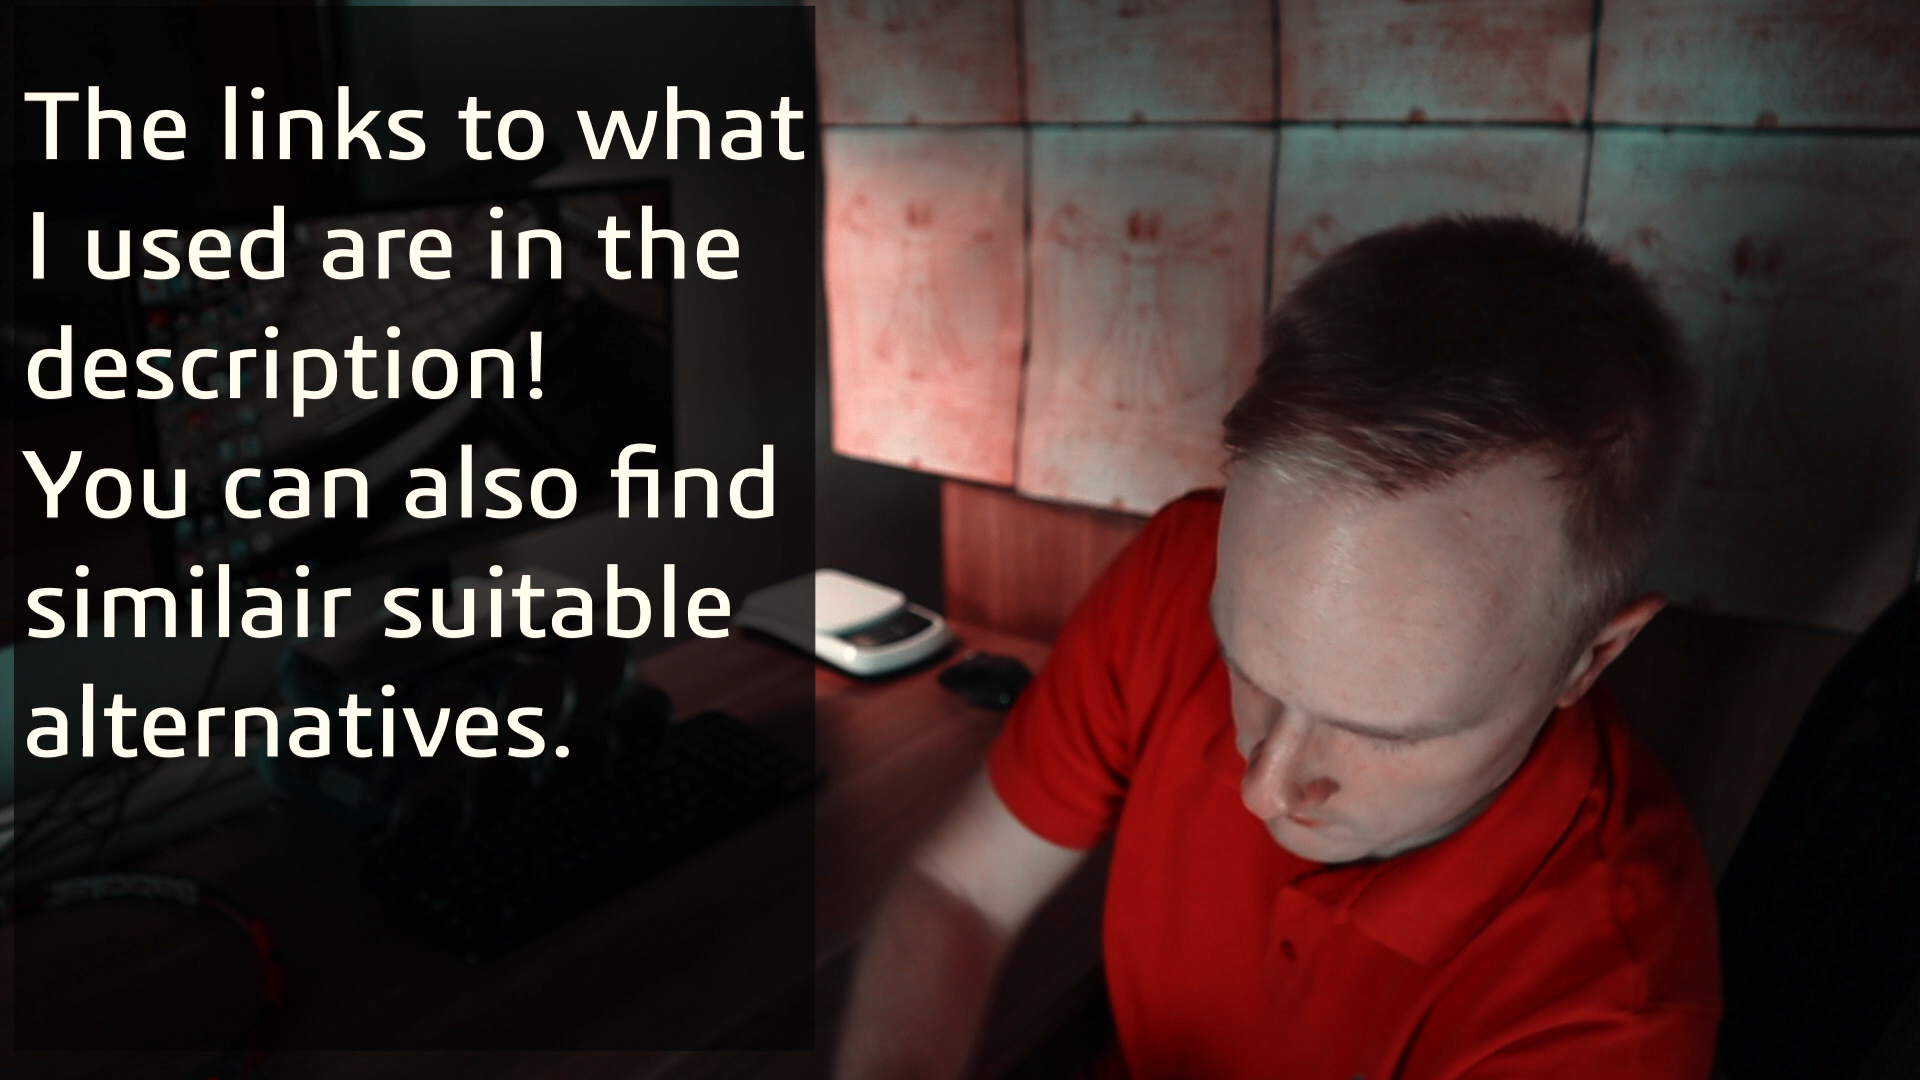 The links to what
I used are in the
description!
You can also find
similair suitable
alternatives.